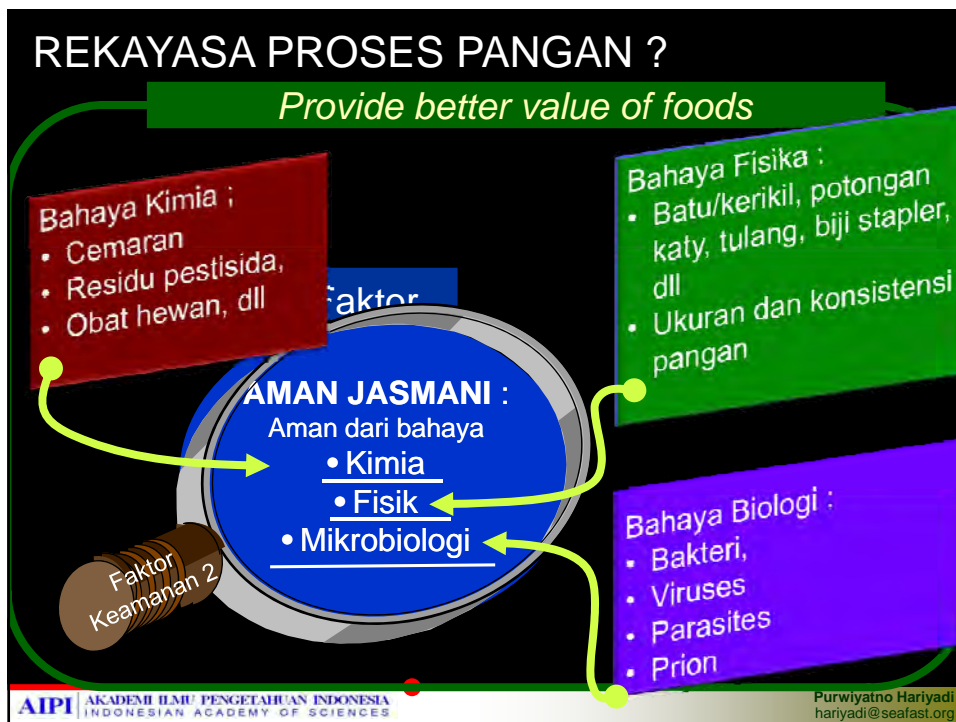 REKAYASA PROSES PANGAN ?
Provide better value of foods
Bahaya Kimia ;
• Cemaran
• Residu pestisida,
• Obat hewan, dll
Faktor
AMAN JASMANI :
Aman dari bahaya
• Kimia
• Fisik
• Mikrobiologi
Faktor
Keamanan 2
Bahaya Fisika :
• Batu/kerikil, potongan
katy, tulang, biji stapler,
dll
• Ukuran dan konsistensi
pangan
Bahaya Biologi :
• Bakteri,
• Viruses
• Parasites
• Prion
AIPI AKADEMI ILMU PENGETAHUAN INDONESIA
INDONESIAN ACADEMY OF SCIENCES
Purwiyatno Hariyadi
hariyadi@seafast.org